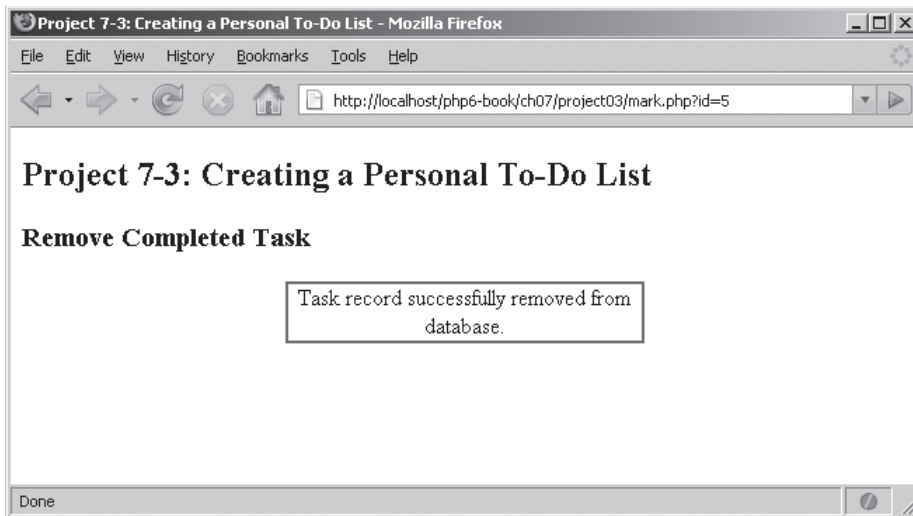 Project 7-3: Creating a Personal To-Do List - Mozilla Firefox
File Edit View History Bookmarks Tools Help
http://localhost/php6-book/ch07/project03/mark.php?id=5
Project 7-3: Creating a Personal To-Do List
Remove Completed Task
Task record successfully removed from
database.
Done